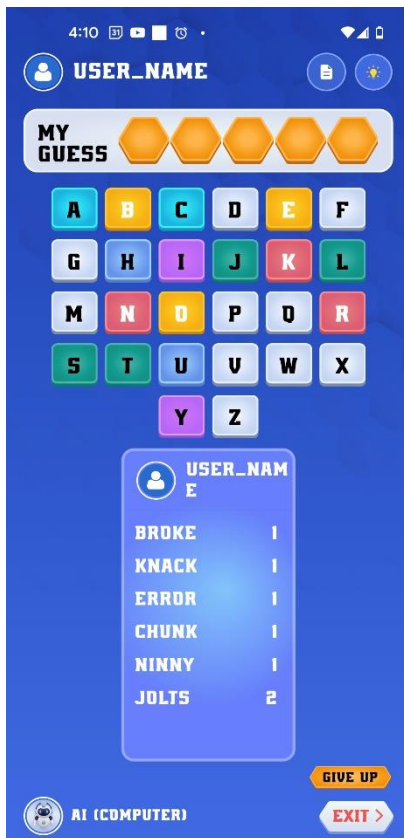 4:10 31
USER_NAME
MY
GUESS
A B C D E F
G H I J K L
M N O P Q R
S T U V W X
Y Z
USER_NAM
E
BROKE 1
KNACK 1
ERROR 1
CHUNK 1
NINNY 1
JOLTS 2
GIVE UP
AI (COMPUTER)
EXIT >